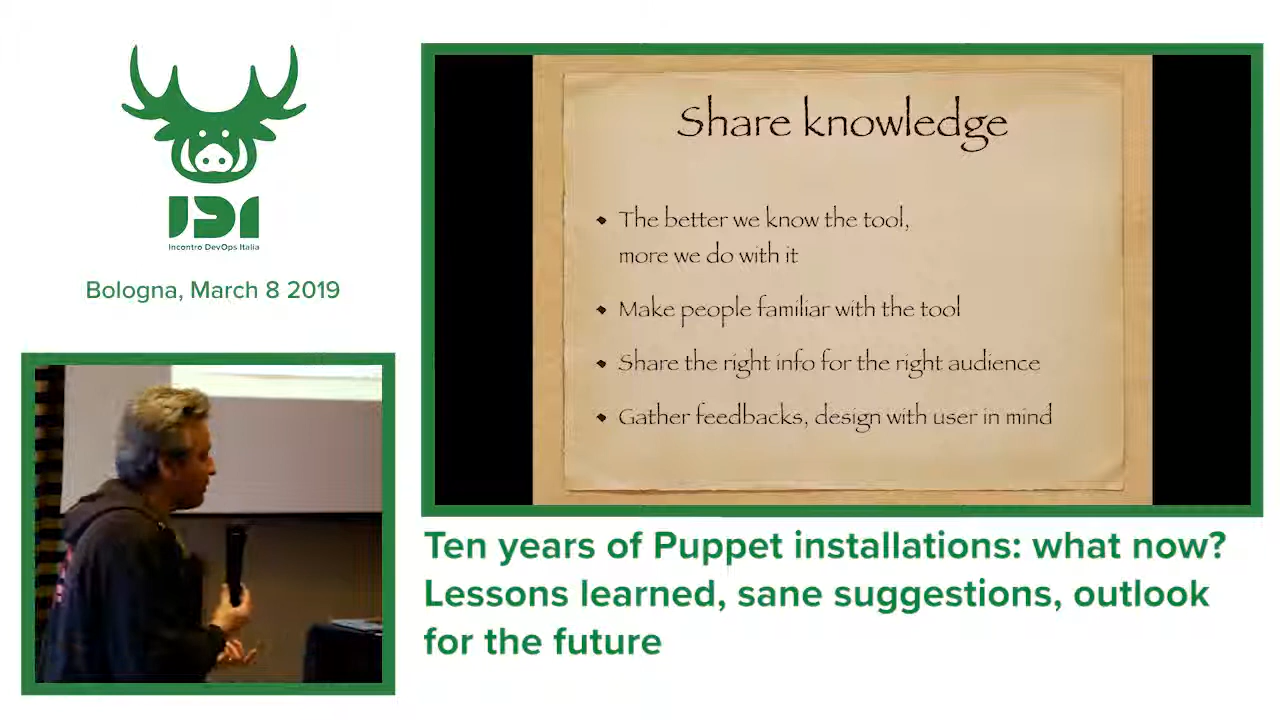 IDI
Incontro DevOps Italia
Bologna, March 8 2019
Share knowledge
The better we know the tool,
more we do with it
Make people familiar with the tool
Share the right info for the right audience
Gather feedbacks, design with user in mind
Ten years of Puppet installations: what now?
Lessons learned, sane suggestions, outlook
for the future